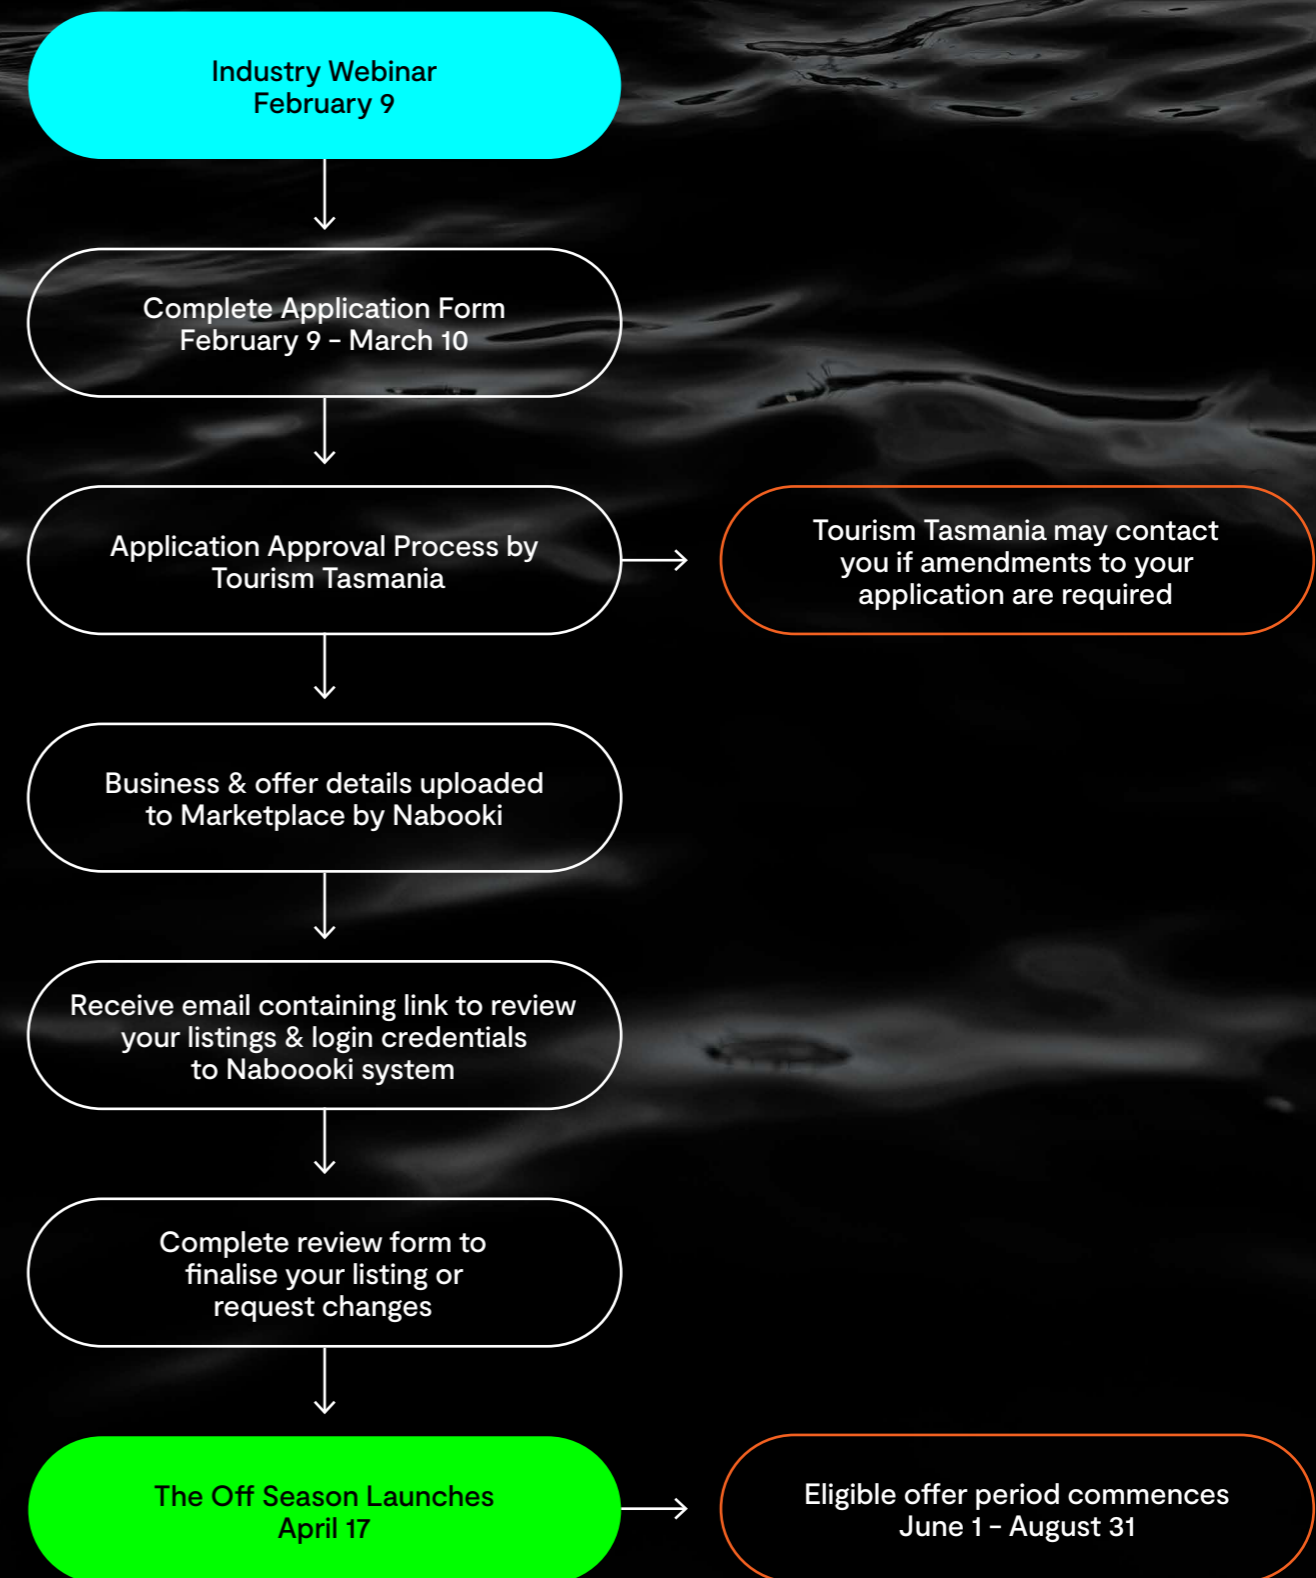 Industry Webinar
February 9
Complete Application Form
February 9 - March 10
Application Approval Process by
Tourism Tasmania
Tourism Tasmania may contact
you if amendments to your
application are required
Business & offer details uploaded
to Marketplace by Nabooki
Receive email containing link to review
your listings & login credentials
to Naboooki system
Complete review form to
finalise your listing or
request changes
The Off Season Launches
April 17
Eligible offer period commences
June 1 - August 31